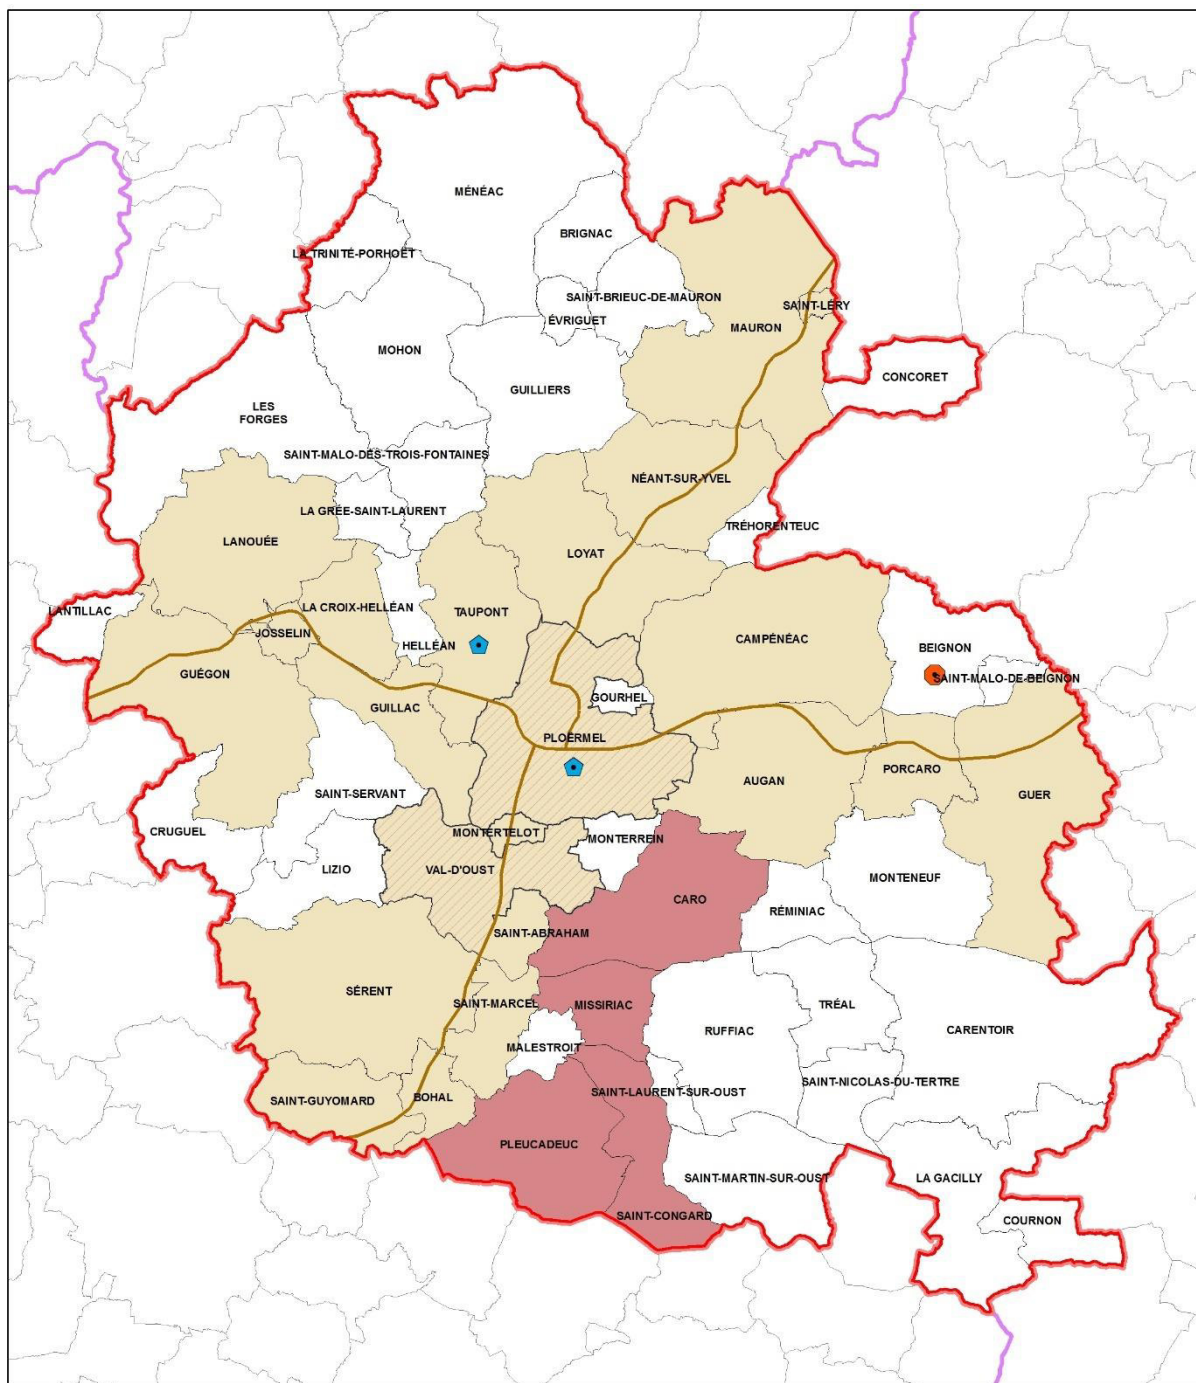 MÉNÉAC
BRIGNAC
LA TRINITÉ-PORHOËT
SAINT-BRIEUC-DE-MAURON
SAINT-LÉRY
ÉVRIGUET
MAURON
MOHON
CONCORET
GUILLIERS
LES
FORGES
SAINT-MALO-DES-TROIS-FONTAINES
NÉANT-SUR-YVEL
LA GRÉE-SAINT-LAURENT
TRÉHORENTEUC
LANOUÉE
LOYAT
LANTILLAC
LA CROIX-HELLÉAN
TAUPONT
JOSSELIN
CAMPÉNÉAC
HELLÉAN
BEIGNON
GUÉGON
SAINT-MALO-DE-BEIGNON
GOURHEL
GUILLAC
PLOËRMEL
PORCARO
AUGAN
SAINT-SERVANT
GUER
CRUGUEL
MONTERTELOT
MONTERREIN
LIZIO
VAL-D'OUST
MONTENEUF
CARO
RÉMINIAC
SAINT-ABRAHAM
SÉRENT
SAINT-MARCEL
MISSIRIAC
TRÉAL
RUFFIAC
CARENTOIR
MALESTROIT
SAINT-NICOLAS-DU-TERTRE
SAINT-LAURENT-SUR-OUST
BOHAL
SAINT-GUYOMARD
PLEUCADEUC
SAINT-MARTIN-SUR-OUST
LA GACILLY
SAINT-CONGARD
COURNON